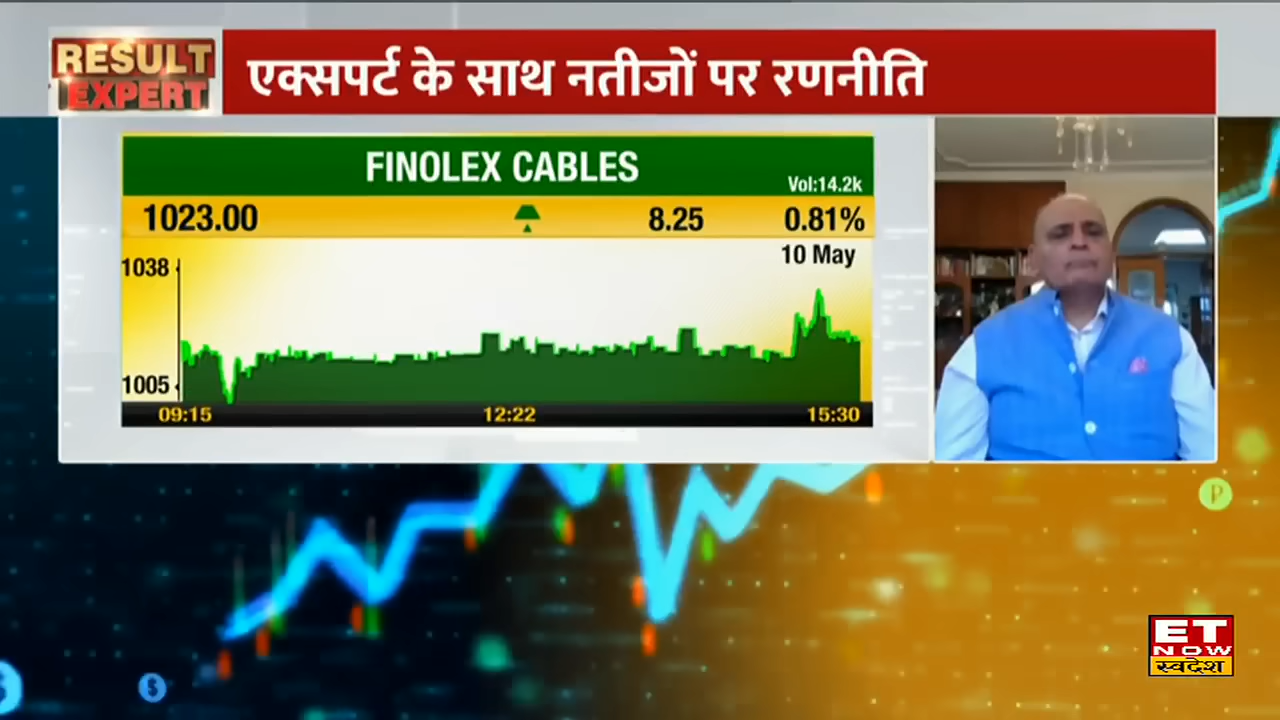 RESULT
EXPERT
एक्सपर्ट के साथ नतीजों पर रणनीति
FINOLEX CABLES
Vol:14.2k
1023.00 8.25 0.81%
10 May
1038
1005
09:15 12:22 15:30
P
$
$
ET
NOW
स्वदेश